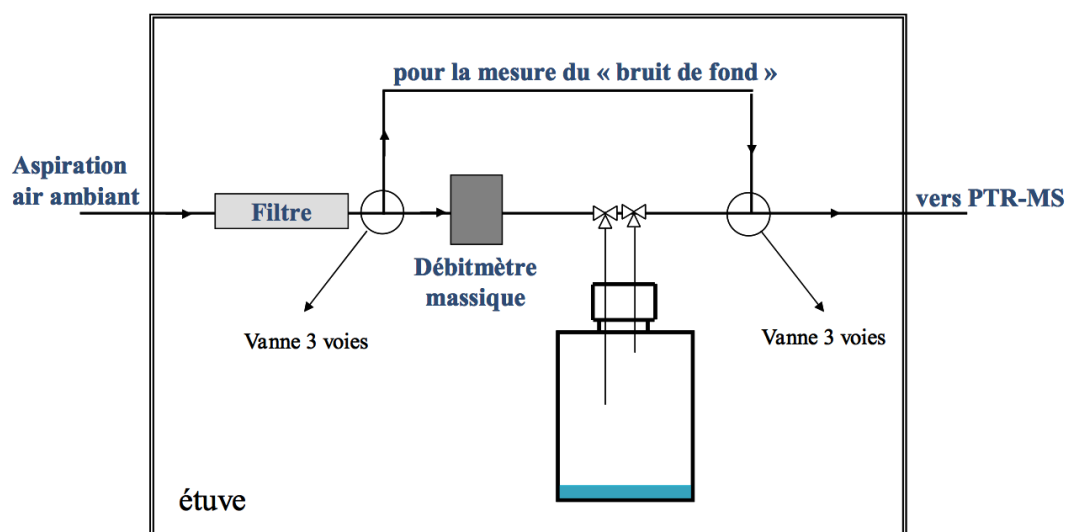 pour la mesure du « bruit de fond »
Aspiration
air ambiant
Filtre
vers PTR-MS
Débitmètre
massique
Vanne 3 voies
Vanne 3 voies
étuve